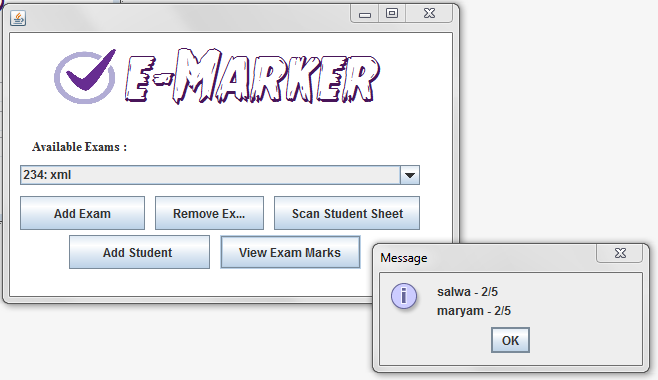 e-Marker
Available Exams :
234: xml
Add Exam
Remove Ex...
Scan Student Sheet
Add Student
View Exam Marks
Message
salwa - 2/5
maryam - 2/5
OK